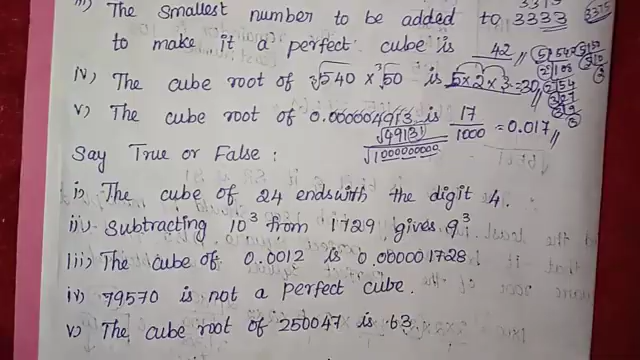 iii) The smallest number to be added to 3333 3375
to make it a perfect cube is 42
iv) The cube root of ∛540 × ∛50 is 5×2×3=30
v) The cube root of 0.000004913 is 17/1000 = 0.017
√4913
√1000000000
Say True or False:
i) The cube of 24 ends with the digit 4.
ii) Subtracting 10³ from 1729 gives 9³
iii) The cube of 0.0012 is 0.000001728
iv) 79570 is not a perfect cube.
v) The cube root of 250047 is 63